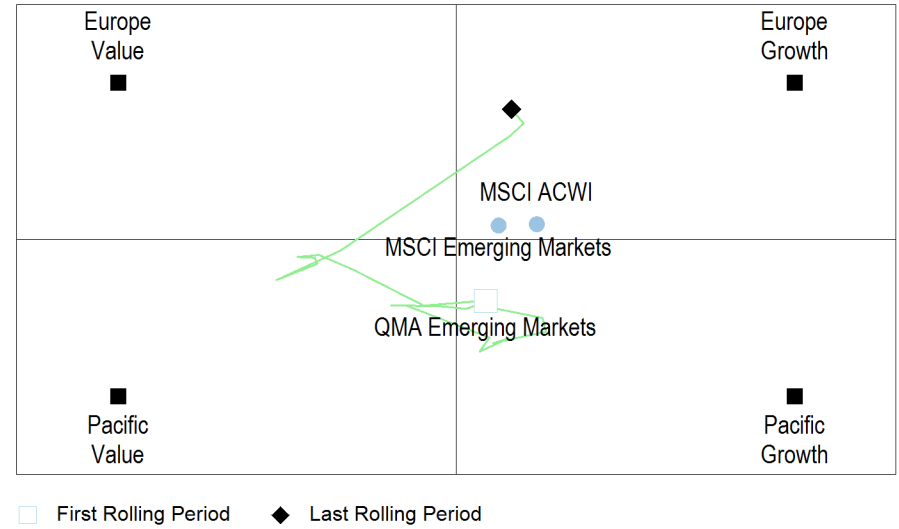 Europe
Value
Europe
Growth
MSCI ACWI
MSCI Emerging Markets
QMA Emerging Markets
Pacific
Value
Pacific
Growth
First Rolling Period
Last Rolling Period